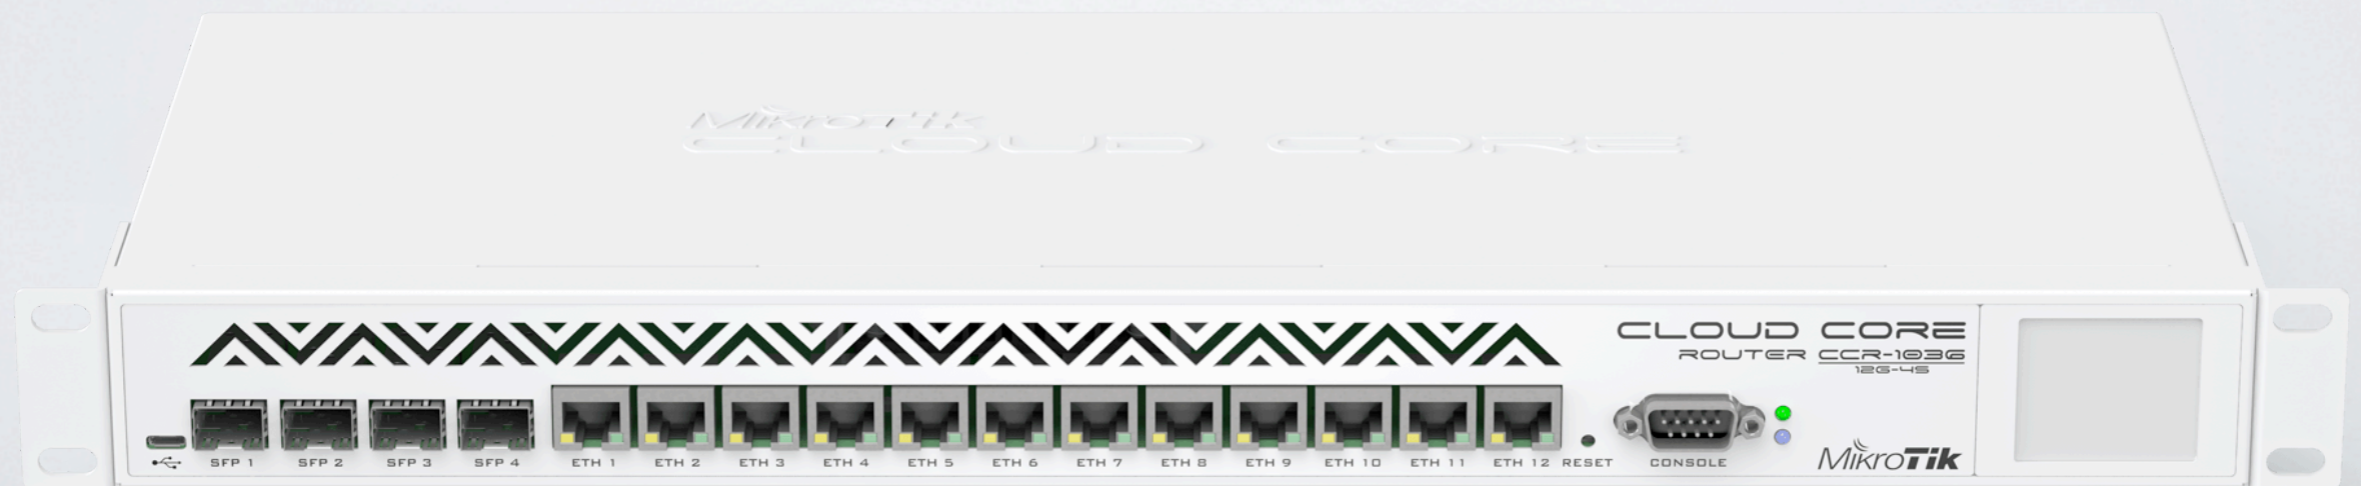 MikroTik
CLOUD CORE
CLOUD CORE
ROUTER CCR-1036
12G-4S
SFP 1 SFP 2 SFP 3 SFP 4 ETH 1 ETH 2 ETH 3 ETH 4 ETH 5 ETH 6 ETH 7 ETH 8 ETH 9 ETH 10 ETH 11 ETH 12 RESET CONSOLE
MikroTik